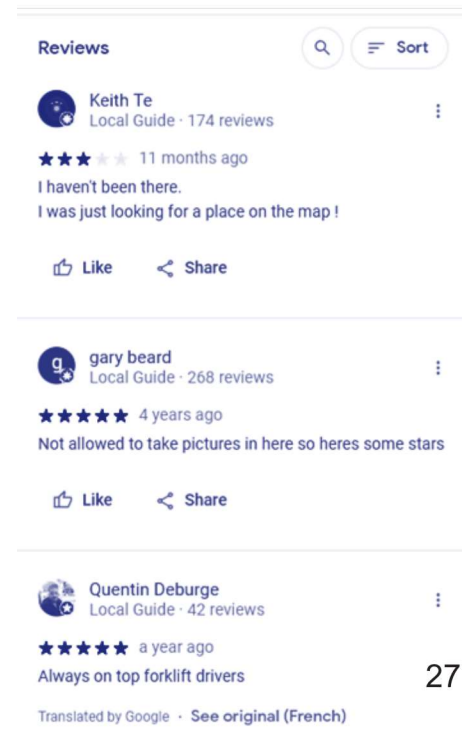 Reviews
Sort
Keith Te
Local Guide · 174 reviews
11 months ago
I haven't been there.
I was just looking for a place on the map !
Like
Share
g
gary beard
Local Guide · 268 reviews
4 years ago
Not allowed to take pictures in here so heres some stars
Like
Share
Quentin Deburge
Local Guide · 42 reviews
a year ago
Always on top forklift drivers
27
Translated by Google · See original (French)